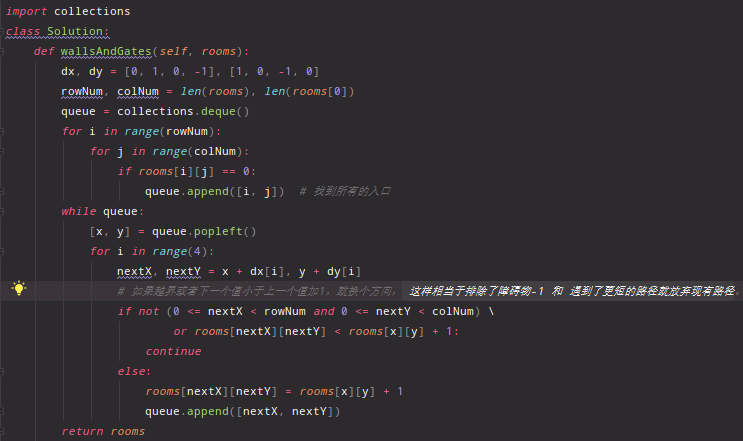 import collections
class Solution:
    def wallsAndGates(self, rooms):
        dx, dy = [0, 1, 0, -1], [1, 0, -1, 0]
        rowNum, colNum = len(rooms), len(rooms[0])
        queue = collections.deque()
        for i in range(rowNum):
            for j in range(colNum):
                if rooms[i][j] == 0:
                    queue.append([i, j])  # 找到所有的入口
        while queue:
            [x, y] = queue.popleft()
            for i in range(4):
                nextX, nextY = x + dx[i], y + dy[i]
                # 如果越界或者下一个值小于上一个值加1，就换个方向， 这样相当于排除了障碍物-1 和 遇到了更短的路径就放弃现有路径。
                if not (0 <= nextX < rowNum and 0 <= nextY < colNum) \
                        or rooms[nextX][nextY] < rooms[x][y] + 1:
                    continue
                else:
                    rooms[nextX][nextY] = rooms[x][y] + 1
                    queue.append([nextX, nextY])
        return rooms